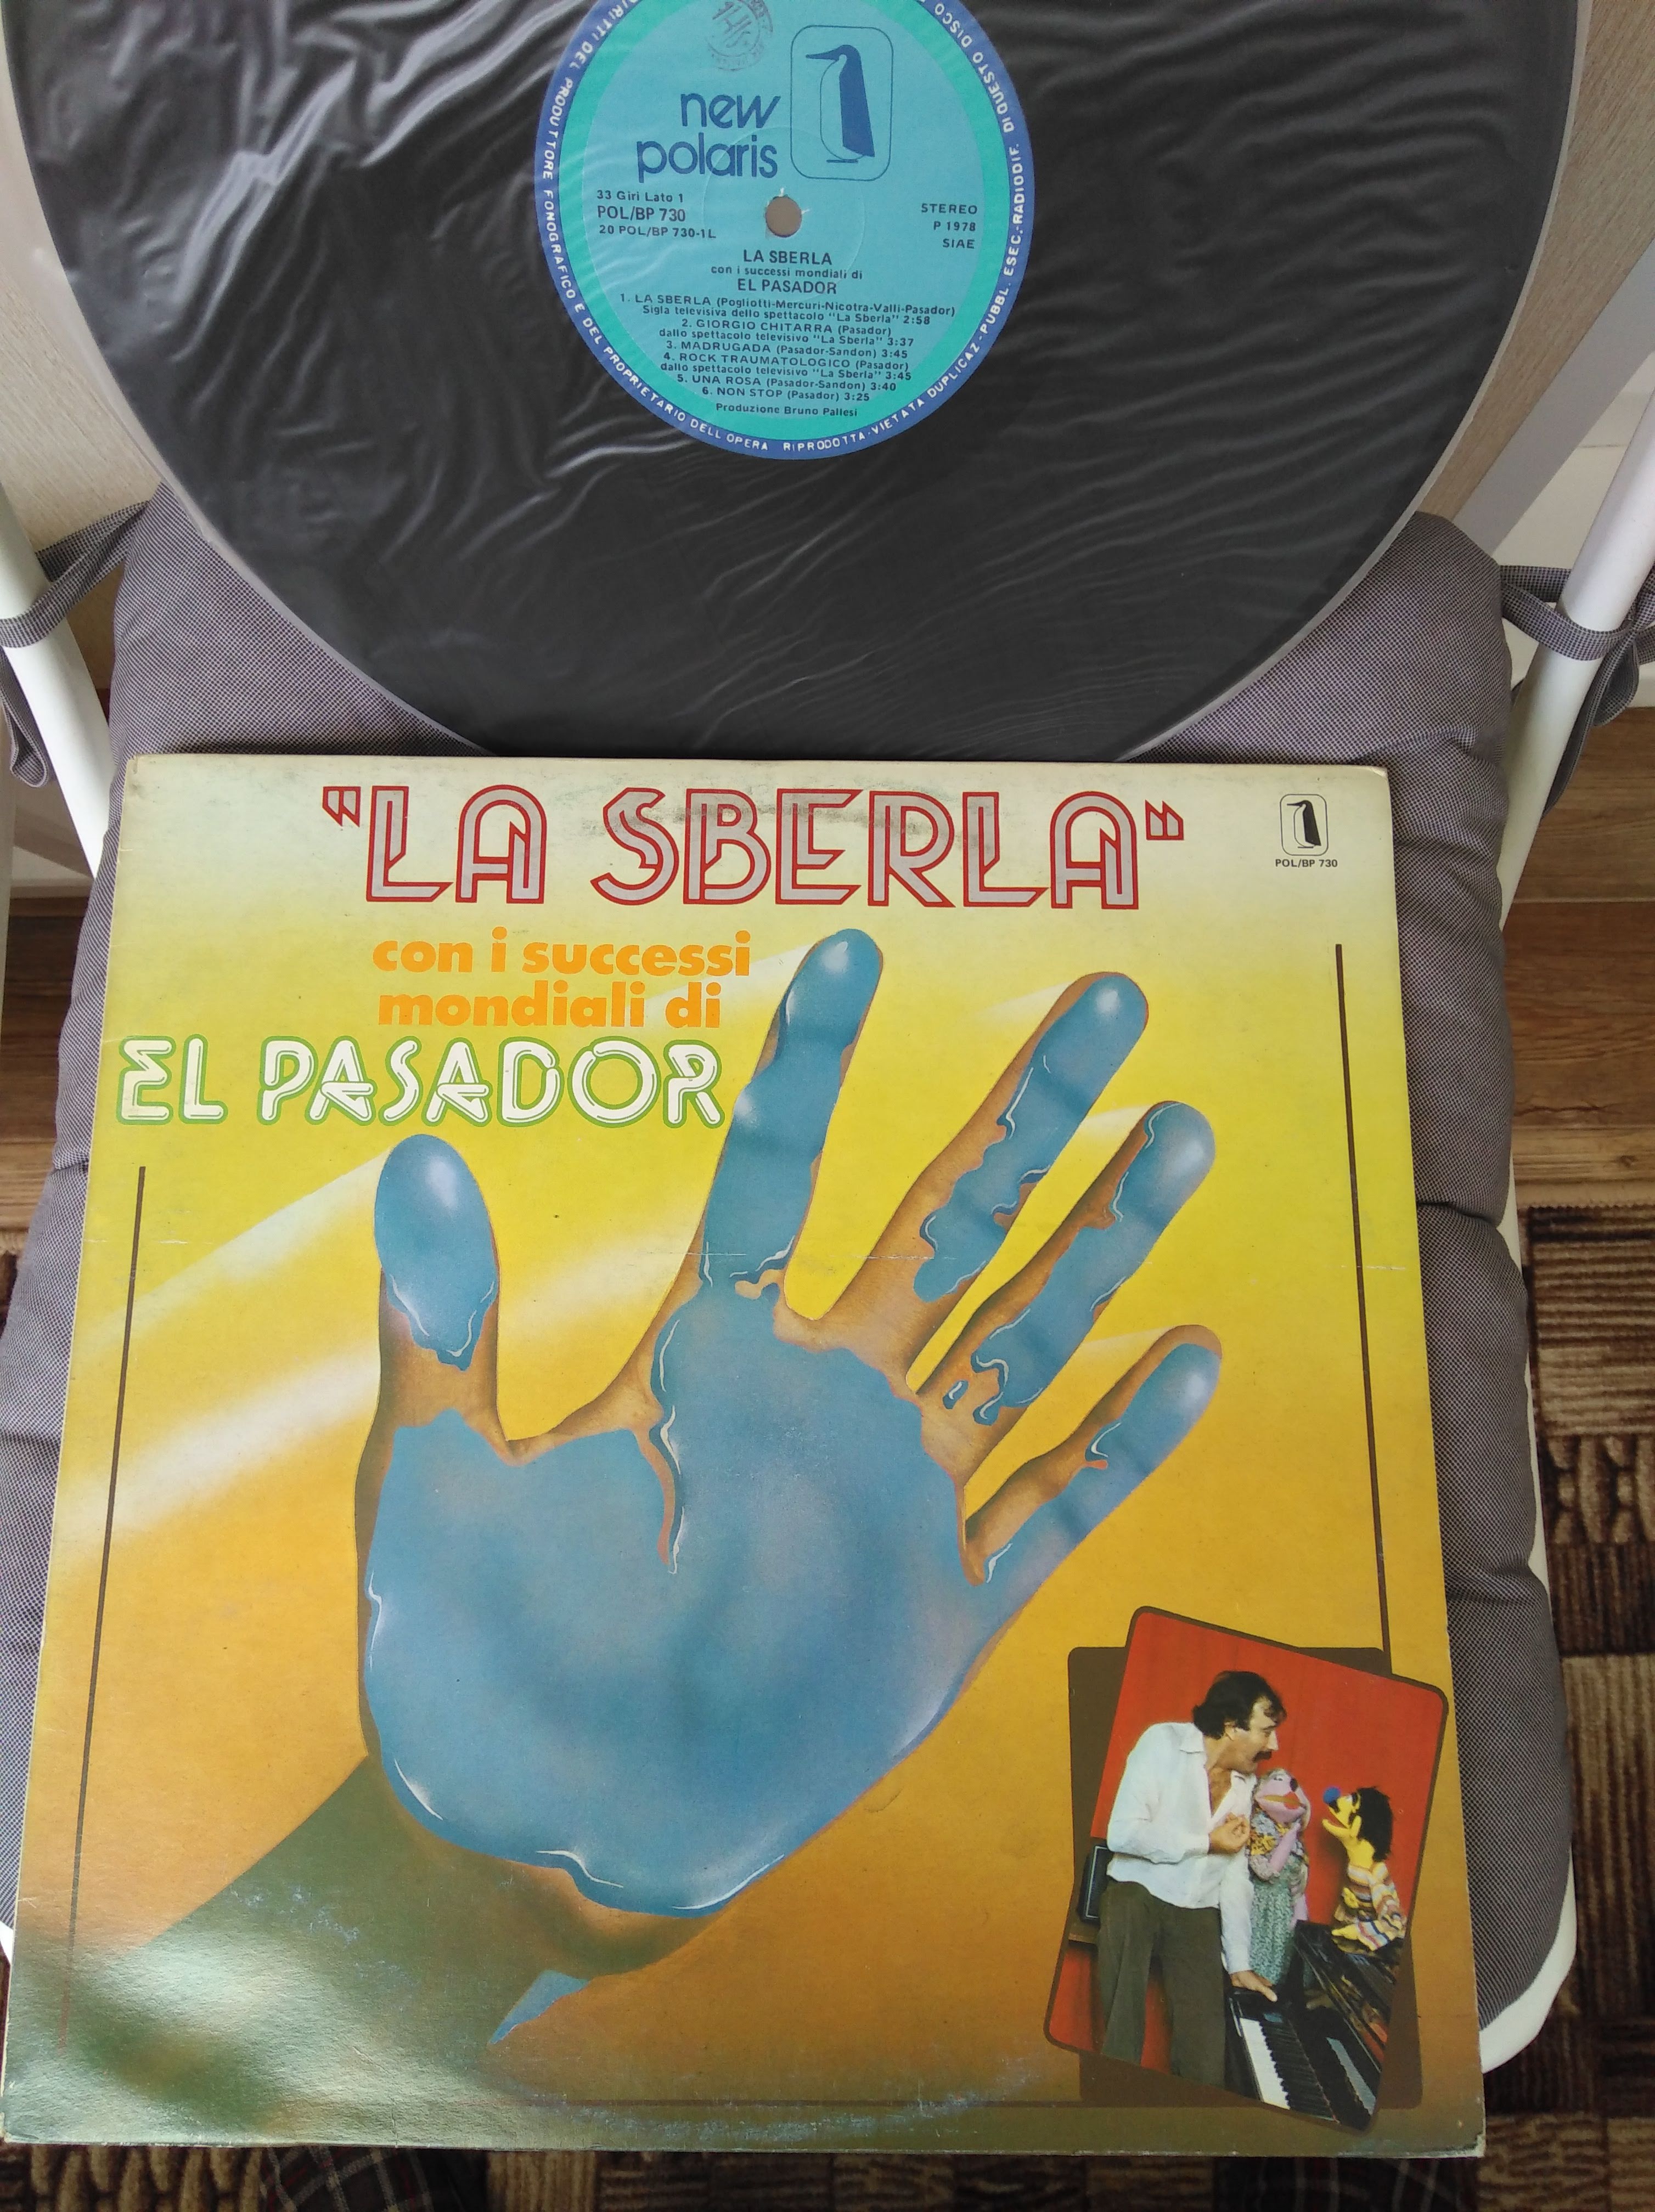 new
polaris
33 Giri Lato 1
POL/BP 730
20 POL/BP 730-1L
STEREO
P 1978
SIAE
LA SBERLA
con i successi mondiali di
EL PASADOR
1. LA SBERLA (Pogliotti-Mercuri-Nicotra-Valli-Pasador)
Sigla televisiva dello spettacolo "La Sberla" 2:58
2. GIORGIO CHITARRA (Pasador)
dallo spettacolo televisivo "La Sberla" 3:37
3. MADRUGADA (Pasador-Sandon) 3:45
4. ROCK TRAUMATOLOGICO (Pasador)
dallo spettacolo televisivo "La Sberla" 3:45
5. UNA ROSA (Pasador-Sandon) 3:40
6. NON STOP (Pasador) 3:25
Produzione Bruno Pallesi
DEL PRODUTTORE FONOGRAFICO E DEL PROPRIETARIO DELL'OPERA RIPRODOTTA-VIETATA DUPLICAZ.-PUBBL. ESEC.-RADIODIF. DI QUESTO DISCO
"LA SBERLA"
POL/BP 730
con i successi
mondiali di
EL PASADOR